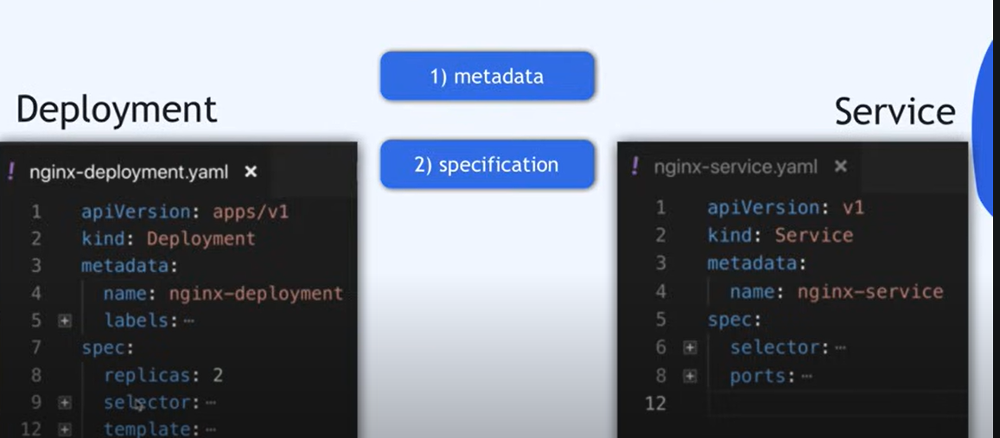 1) metadata
2) specification
Deployment
! nginx-deployment.yaml ×
1 apiVersion: apps/v1
2 kind: Deployment
3 metadata:
4 name: nginx-deployment
5 labels: ⋯
7 spec:
8 replicas: 2
9 selector: ⋯
12 template: ⋯
Service
! nginx-service.yaml ×
1 apiVersion: v1
2 kind: Service
3 metadata:
4 name: nginx-service
5 spec:
6 selector: ⋯
8 ports: ⋯
12